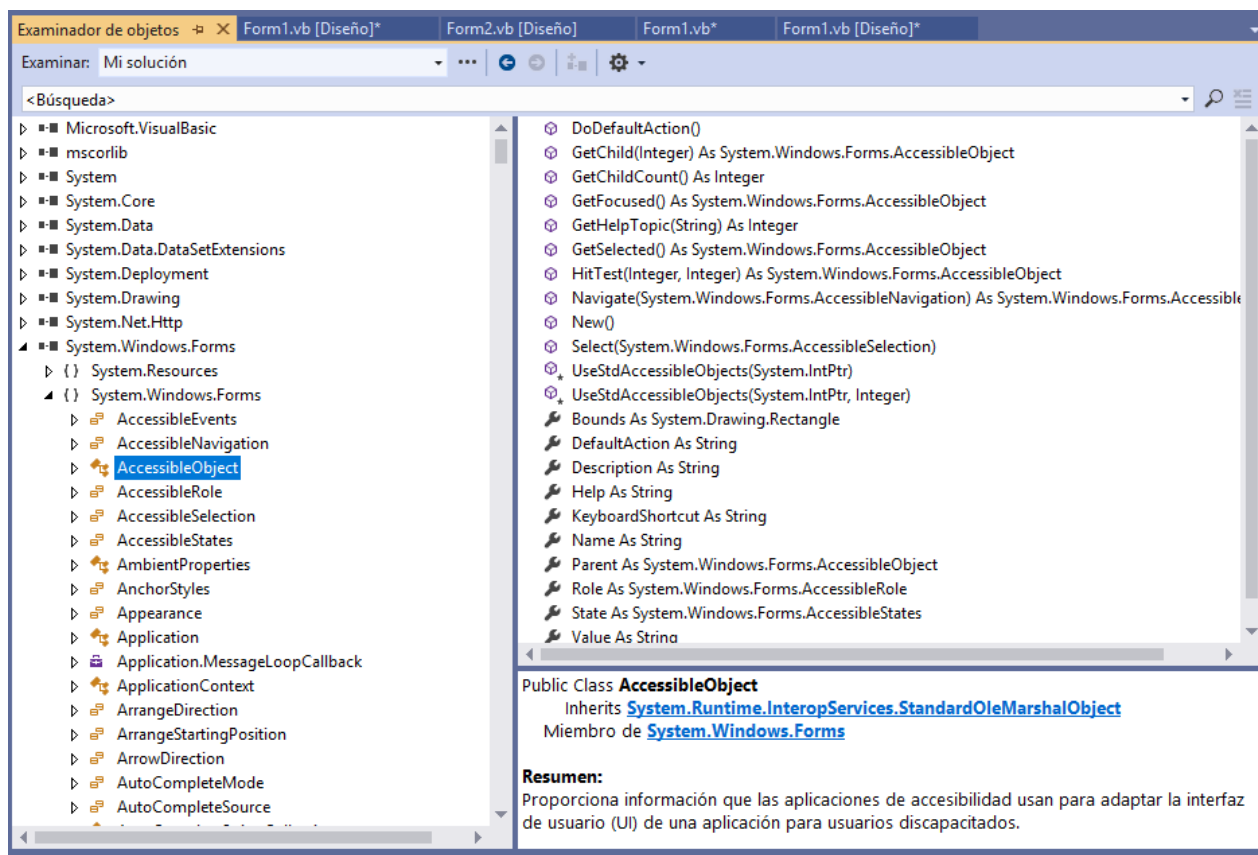 Examinador de objetos
Form1.vb [Diseño]*
Form2.vb [Diseño]
Form1.vb*
Form1.vb [Diseño]*
Examinar: Mi solución
<Búsqueda>
Microsoft.VisualBasic
mscorlib
System
System.Core
System.Data
System.Data.DataSetExtensions
System.Deployment
System.Drawing
System.Net.Http
System.Windows.Forms
{ } System.Resources
{ } System.Windows.Forms
AccessibleEvents
AccessibleNavigation
AccessibleObject
AccessibleRole
AccessibleSelection
AccessibleStates
AmbientProperties
AnchorStyles
Appearance
Application
Application.MessageLoopCallback
ApplicationContext
ArrangeDirection
ArrangeStartingPosition
ArrowDirection
AutoCompleteMode
AutoCompleteSource
DoDefaultAction()
GetChild(Integer) As System.Windows.Forms.AccessibleObject
GetChildCount() As Integer
GetFocused() As System.Windows.Forms.AccessibleObject
GetHelpTopic(String) As Integer
GetSelected() As System.Windows.Forms.AccessibleObject
HitTest(Integer, Integer) As System.Windows.Forms.AccessibleObject
Navigate(System.Windows.Forms.AccessibleNavigation) As System.Windows.Forms.Accessible
New()
Select(System.Windows.Forms.AccessibleSelection)
UseStdAccessibleObjects(System.IntPtr)
UseStdAccessibleObjects(System.IntPtr, Integer)
Bounds As System.Drawing.Rectangle
DefaultAction As String
Description As String
Help As String
KeyboardShortcut As String
Name As String
Parent As System.Windows.Forms.AccessibleObject
Role As System.Windows.Forms.AccessibleRole
State As System.Windows.Forms.AccessibleStates
Value As String
Public Class AccessibleObject
Inherits System.Runtime.InteropServices.StandardOleMarshalObject
Miembro de System.Windows.Forms
Resumen:
Proporciona información que las aplicaciones de accesibilidad usan para adaptar la interfaz
de usuario (UI) de una aplicación para usuarios discapacitados.